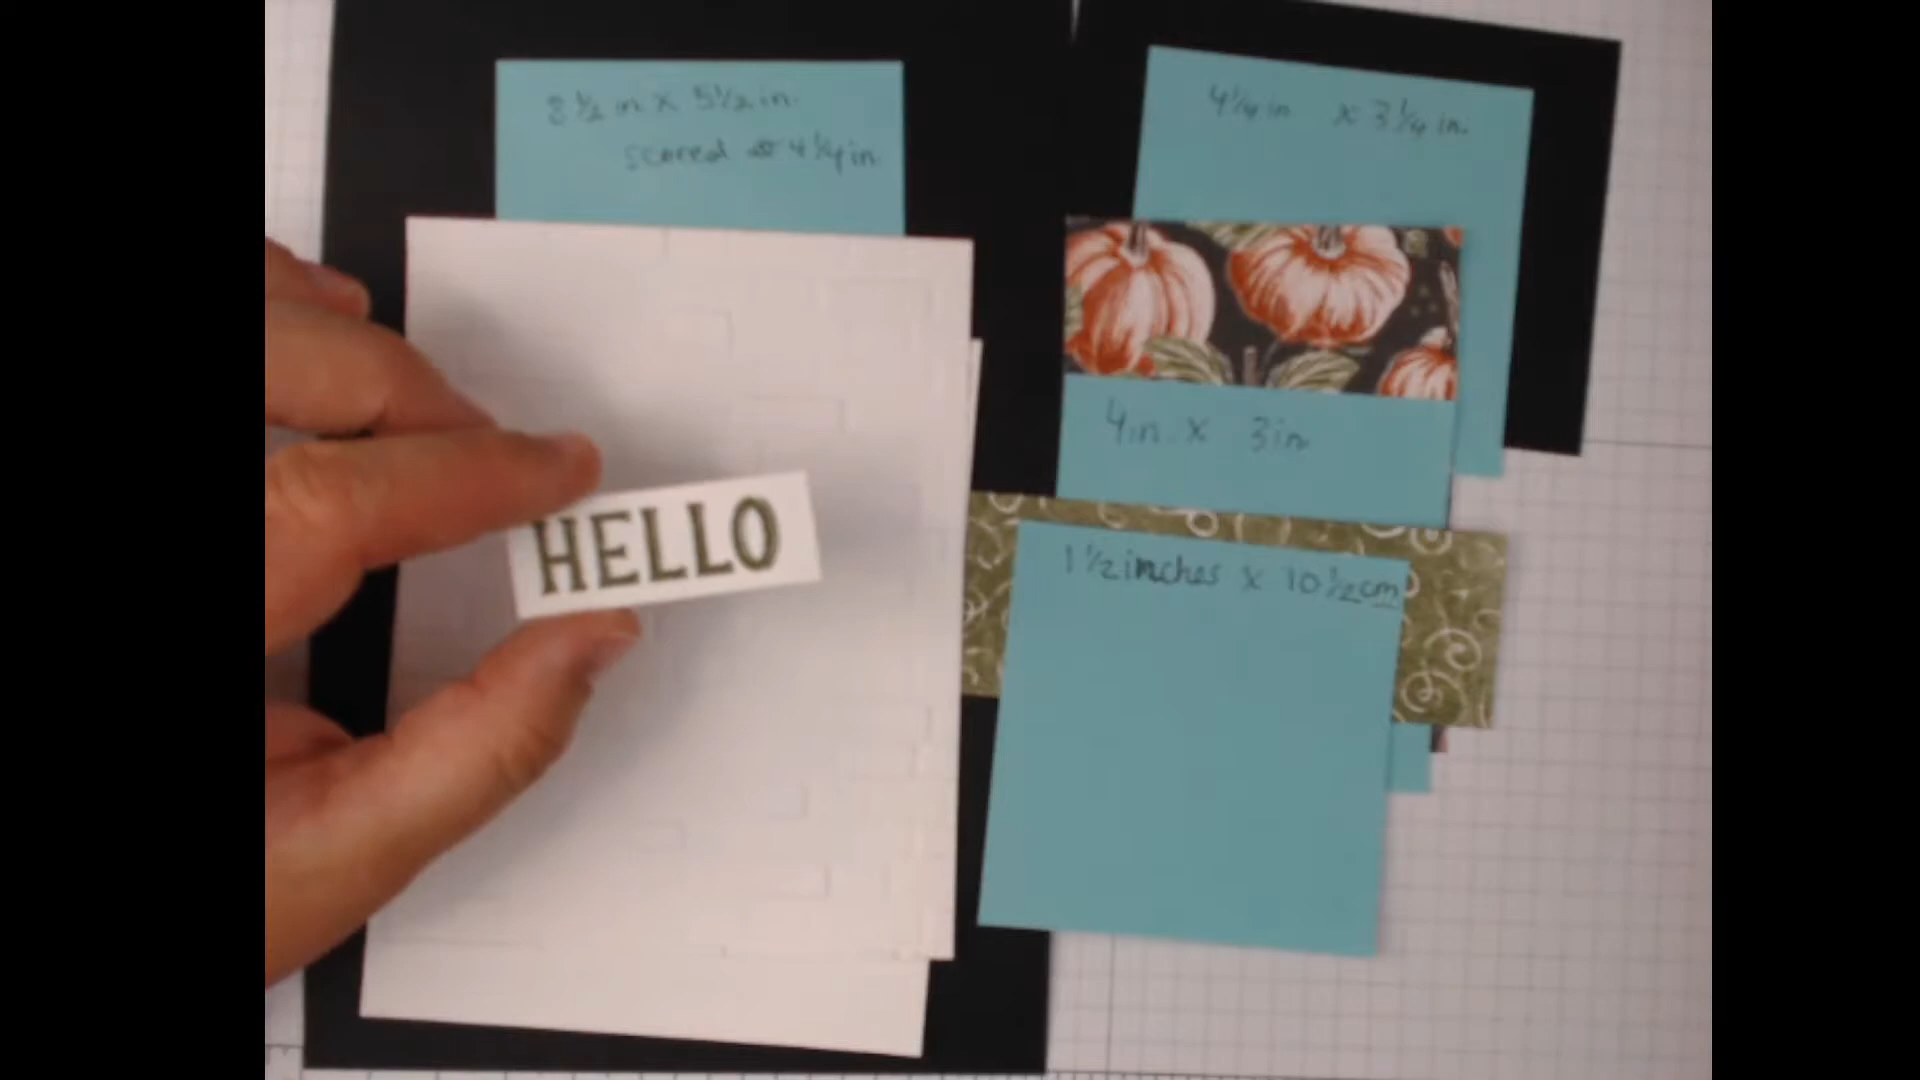 8 1/2 in x 5 1/2 in.
scored @ 4 1/4 in
4 1/4 in x 3 1/4 in.
4 in. x 3 in
HELLO
1 1/2 inches x 10 1/2 cm